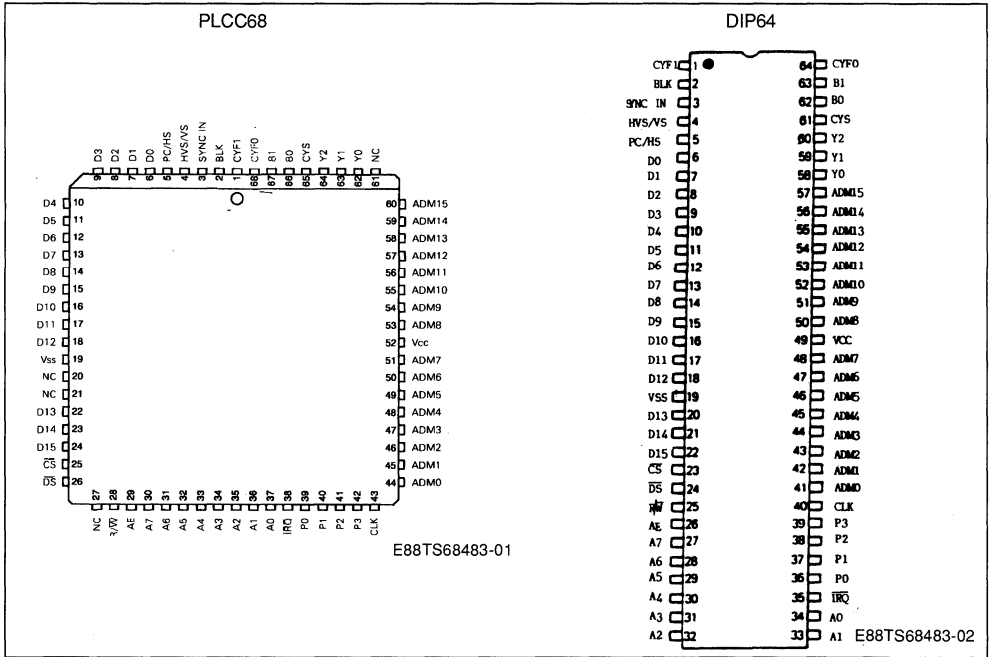 PLCC68
D3 D2 D1 D0 PC/HS HVS/VS SYNC IN BLK CYF1 CYF0 B1 B0 CYS Y2 Y1 Y0 NC
9 8 7 6 5 4 3 2 1 68 67 66 65 64 63 62 61
D4 10 60 ADM15
D5 11 59 ADM14
D6 12 58 ADM13
D7 13 57 ADM12
D8 14 56 ADM11
D9 15 55 ADM10
D10 16 54 ADM9
D11 17 53 ADM8
D12 18 52 Vcc
Vss 19 51 ADM7
NC 20 50 ADM6
NC 21 49 ADM5
D13 22 48 ADM4
D14 23 47 ADM3
D15 24 46 ADM2
C̅S̅ 25 45 ADM1
D̅S̅ 26 44 ADM0
27 28 29 30 31 32 33 34 35 36 37 38 39 40 41 42 43
NC R/W̅ AE A7 A6 A5 A4 A3 A2 A1 A0 I̅R̅Q̅ P0 P1 P2 P3 CLK
E88TS68483-01
DIP64
CYF1 1 64 CYF0
BLK 2 63 B1
SYNC IN 3 62 B0
HVS/VS 4 61 CYS
PC/HS 5 60 Y2
D0 6 59 Y1
D1 7 58 Y0
D2 8 57 ADM15
D3 9 56 ADM14
D4 10 55 ADM13
D5 11 54 ADM12
D6 12 53 ADM11
D7 13 52 ADM10
D8 14 51 ADM9
D9 15 50 ADM8
D10 16 49 VCC
D11 17 48 ADM7
D12 18 47 ADM6
VSS 19 46 ADM5
D13 20 45 ADM4
D14 21 44 ADM3
D15 22 43 ADM2
C̅S̅ 23 42 ADM1
D̅S̅ 24 41 ADM0
25 40 CLK
AE 26 39 P3
A7 27 38 P2
A6 28 37 P1
A5 29 36 P0
A4 30 35 I̅R̅Q̅
A3 31 34 A0
A2 32 33 A1
E88TS68483-02